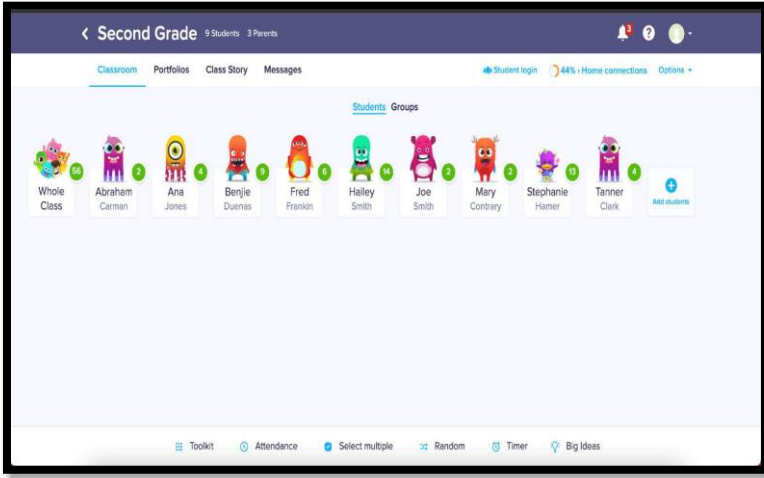 Second Grade 9 Students 3 Parents 3 ?
Classroom Portfolios Class Story Messages Student login 44% › Home connections Options
Students Groups
56 2 4 9 6 14 2 2 13 4
Whole Class Abraham Carman Ana Jones Benjie Duenas Fred Frankin Hailey Smith Joe Smith Mary Contrary Stephanie Hamer Tanner Clark Add students
Toolkit Attendance Select multiple Random Timer Big Ideas